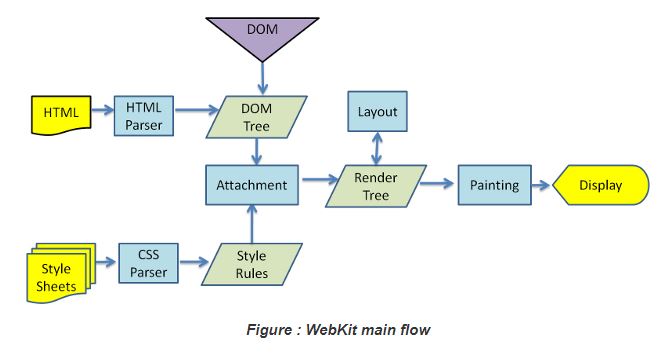 DOM
HTML
HTML
Parser
DOM
Tree
Layout
Attachment
Render
Tree
Painting
Display
Style
Sheets
CSS
Parser
Style
Rules
Figure : WebKit main flow